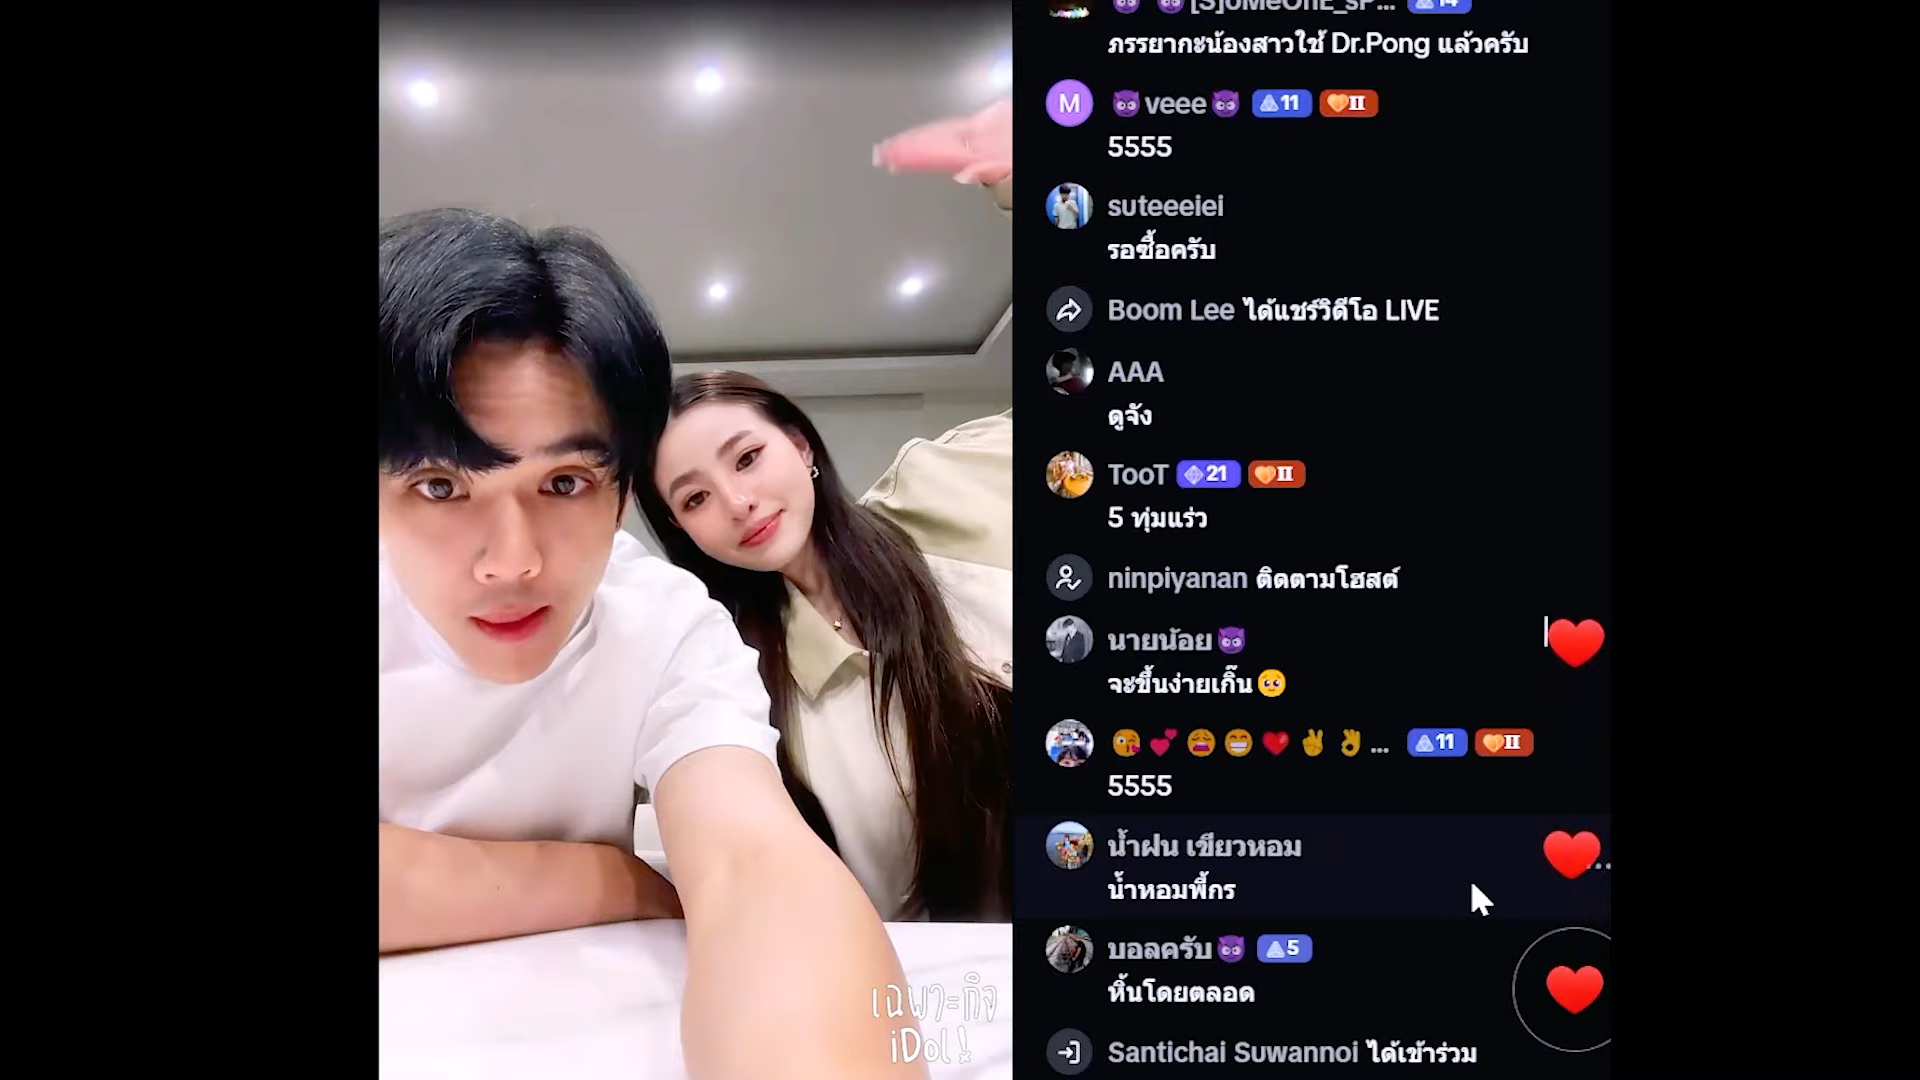 ภรรยากะน้องสาวใช้ Dr.Pong แล้วครับ
M
veee 11 II
5555
suteeeiei
รอซื้อครับ
Boom Lee ได้แชร์วิดีโอ LIVE
AAA
ดูจัง
TooT 21 II
5 ทุ่มแร่ว
ninpiyanan ติดตามโฮสต์
นายน้อย
จะขึ้นง่ายเกิ๊น
... 11 II
5555
น้ำฝน เขียวหอม
น้ำหอมพี้กร
บอลครับ 5
หิ้นโดยตลอด
Santichai Suwannoi ได้เข้าร่วม
เฉพาะกิจ
iDol!